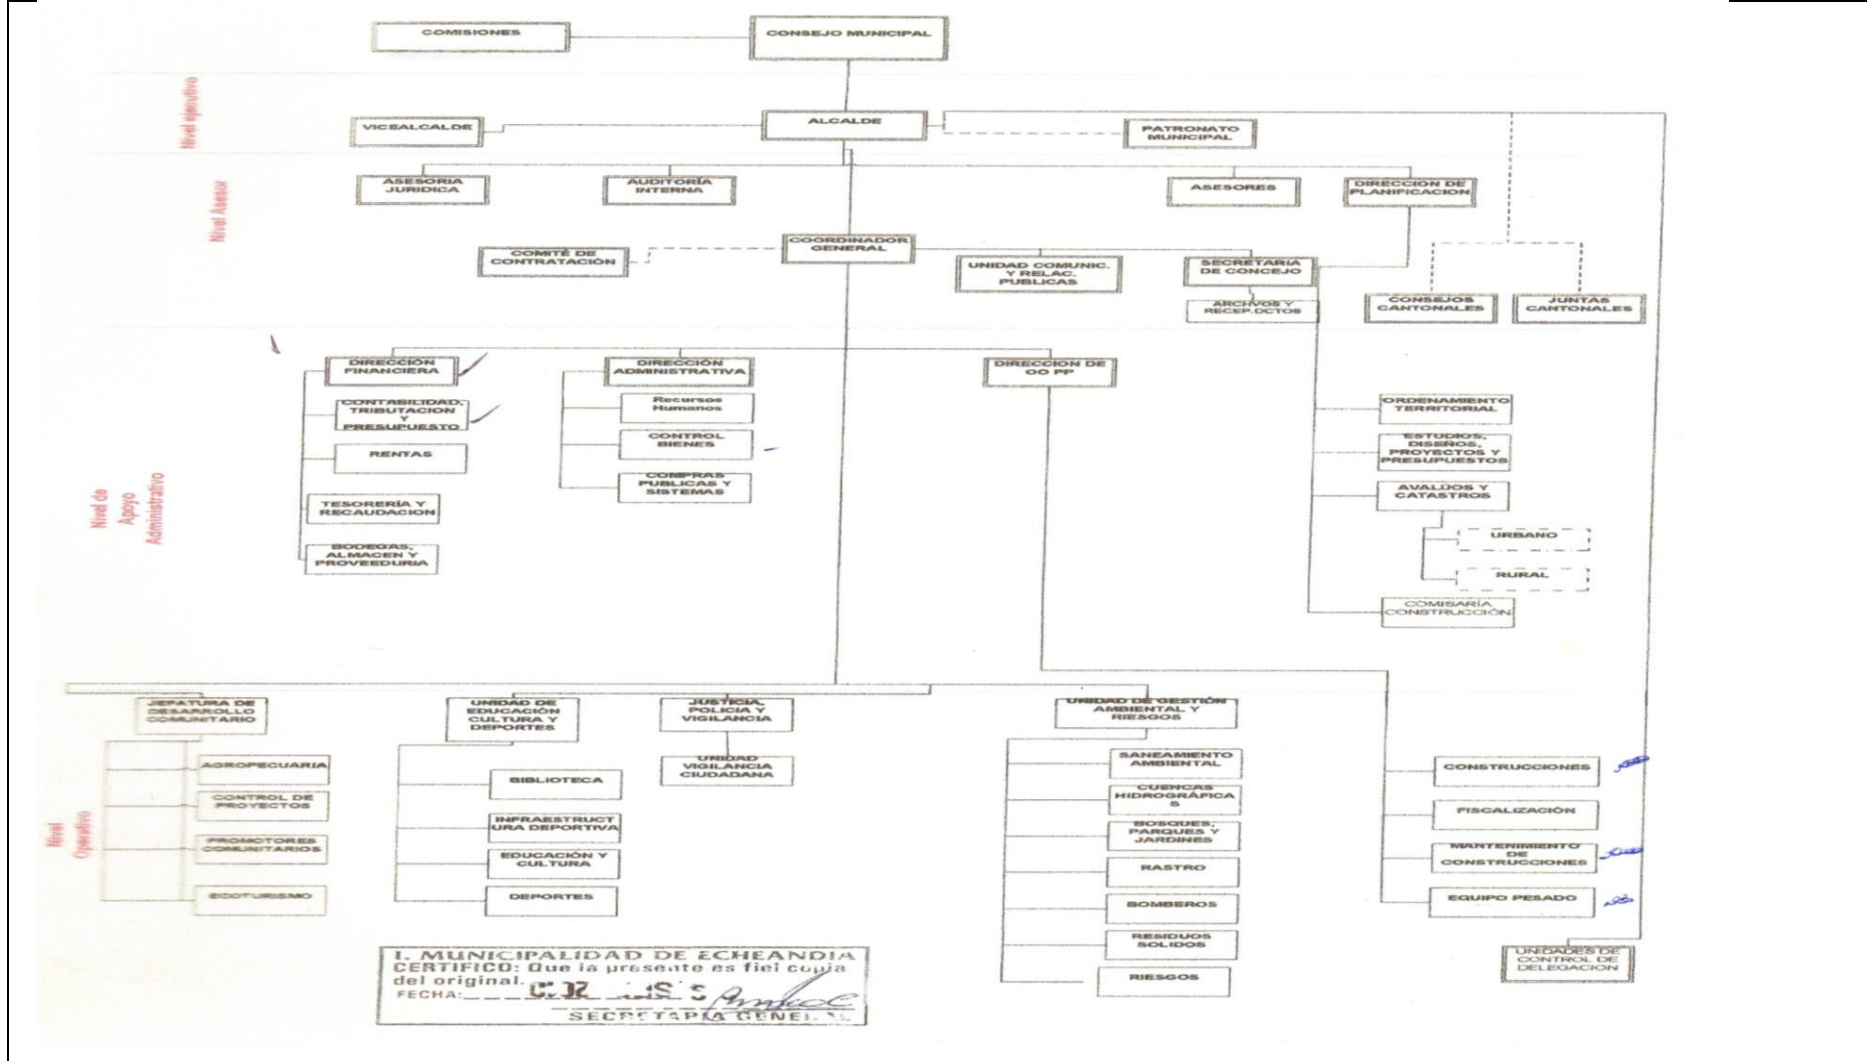 COMISIONES
CONSEJO MUNICIPAL
Nivel ejecutivo
VICEALCALDE
ALCALDE
PATRONATO
MUNICIPAL
Nivel Asesor
ASESORIA
JURIDICA
AUDITORÍA
INTERNA
ASESORES
DIRECCION DE
PLANIFICACION
COMITÉ DE
CONTRATACIÓN
COORDINADOR
GENERAL
UNIDAD COMUNIC.
Y RELAC.
PUBLICAS
SECRETARIA
DE CONCEJO
ARCHVOS Y
RECEP.DCTOS
CONSEJOS
CANTONALES
JUNTAS
CANTONALES
Nivel de
Apoyo
Administrativo
DIRECCIÓN
FINANCIERA
CONTABILIDAD,
TRIBUTACION
Y
PRESUPUESTO
RENTAS
TESORERÍA Y
RECAUDACION
BODEGAS,
ALMACEN Y
PROVEEDURIA
DIRECCIÓN
ADMINISTRATIVA
Recursos
Humanos
CONTROL
BIENES
COMPRAS
PUBLICAS Y
SISTEMAS
DIRECCION DE
OO PP
ORDENAMIENTO
TERRITORIAL
ESTUDIOS,
DISEÑOS,
PROYECTOS Y
PRESUPUESTOS
AVALÚOS Y
CATASTROS
URBANO
RURAL
COMISARÍA
CONSTRUCCIÓN
Nivel
Operativo
JEFATURA DE
DESARROLLO
COMUNITARIO
AGROPECUARIA
CONTROL DE
PROYECTOS
PROMOTORES
COMUNITARIOS
ECOTURISMO
UNIDAD DE
EDUCACIÓN
CULTURA Y
DEPORTES
BIBLIOTECA
INFRAESTRUCT
URA DEPORTIVA
EDUCACIÓN Y
CULTURA
DEPORTES
JUSTICIA,
POLICIA Y
VIGILANCIA
UNIDAD
VIGILANCIA
CIUDADANA
UNIDAD DE GESTIÓN
AMBIENTAL Y
RIESGOS
SANEAMIENTO
AMBIENTAL
CUENCAS
HIDROGRÁFICA
S
BOSQUES,
PARQUES Y
JARDINES
RASTRO
BOMBEROS
RESIDUOS
SOLIDOS
RIESGOS
CONSTRUCCIONES
FISCALIZACIÓN
MANTENIMIENTO
DE
CONSTRUCCIONES
EQUIPO PESADO
UNIDADES DE
CONTROL DE
DELEGACION
I. MUNICIPALIDAD DE ECHEANDIA
CERTIFICO: Que la presente es fiel copia
del original.
FECHA:
SECRETARIA GENERAL